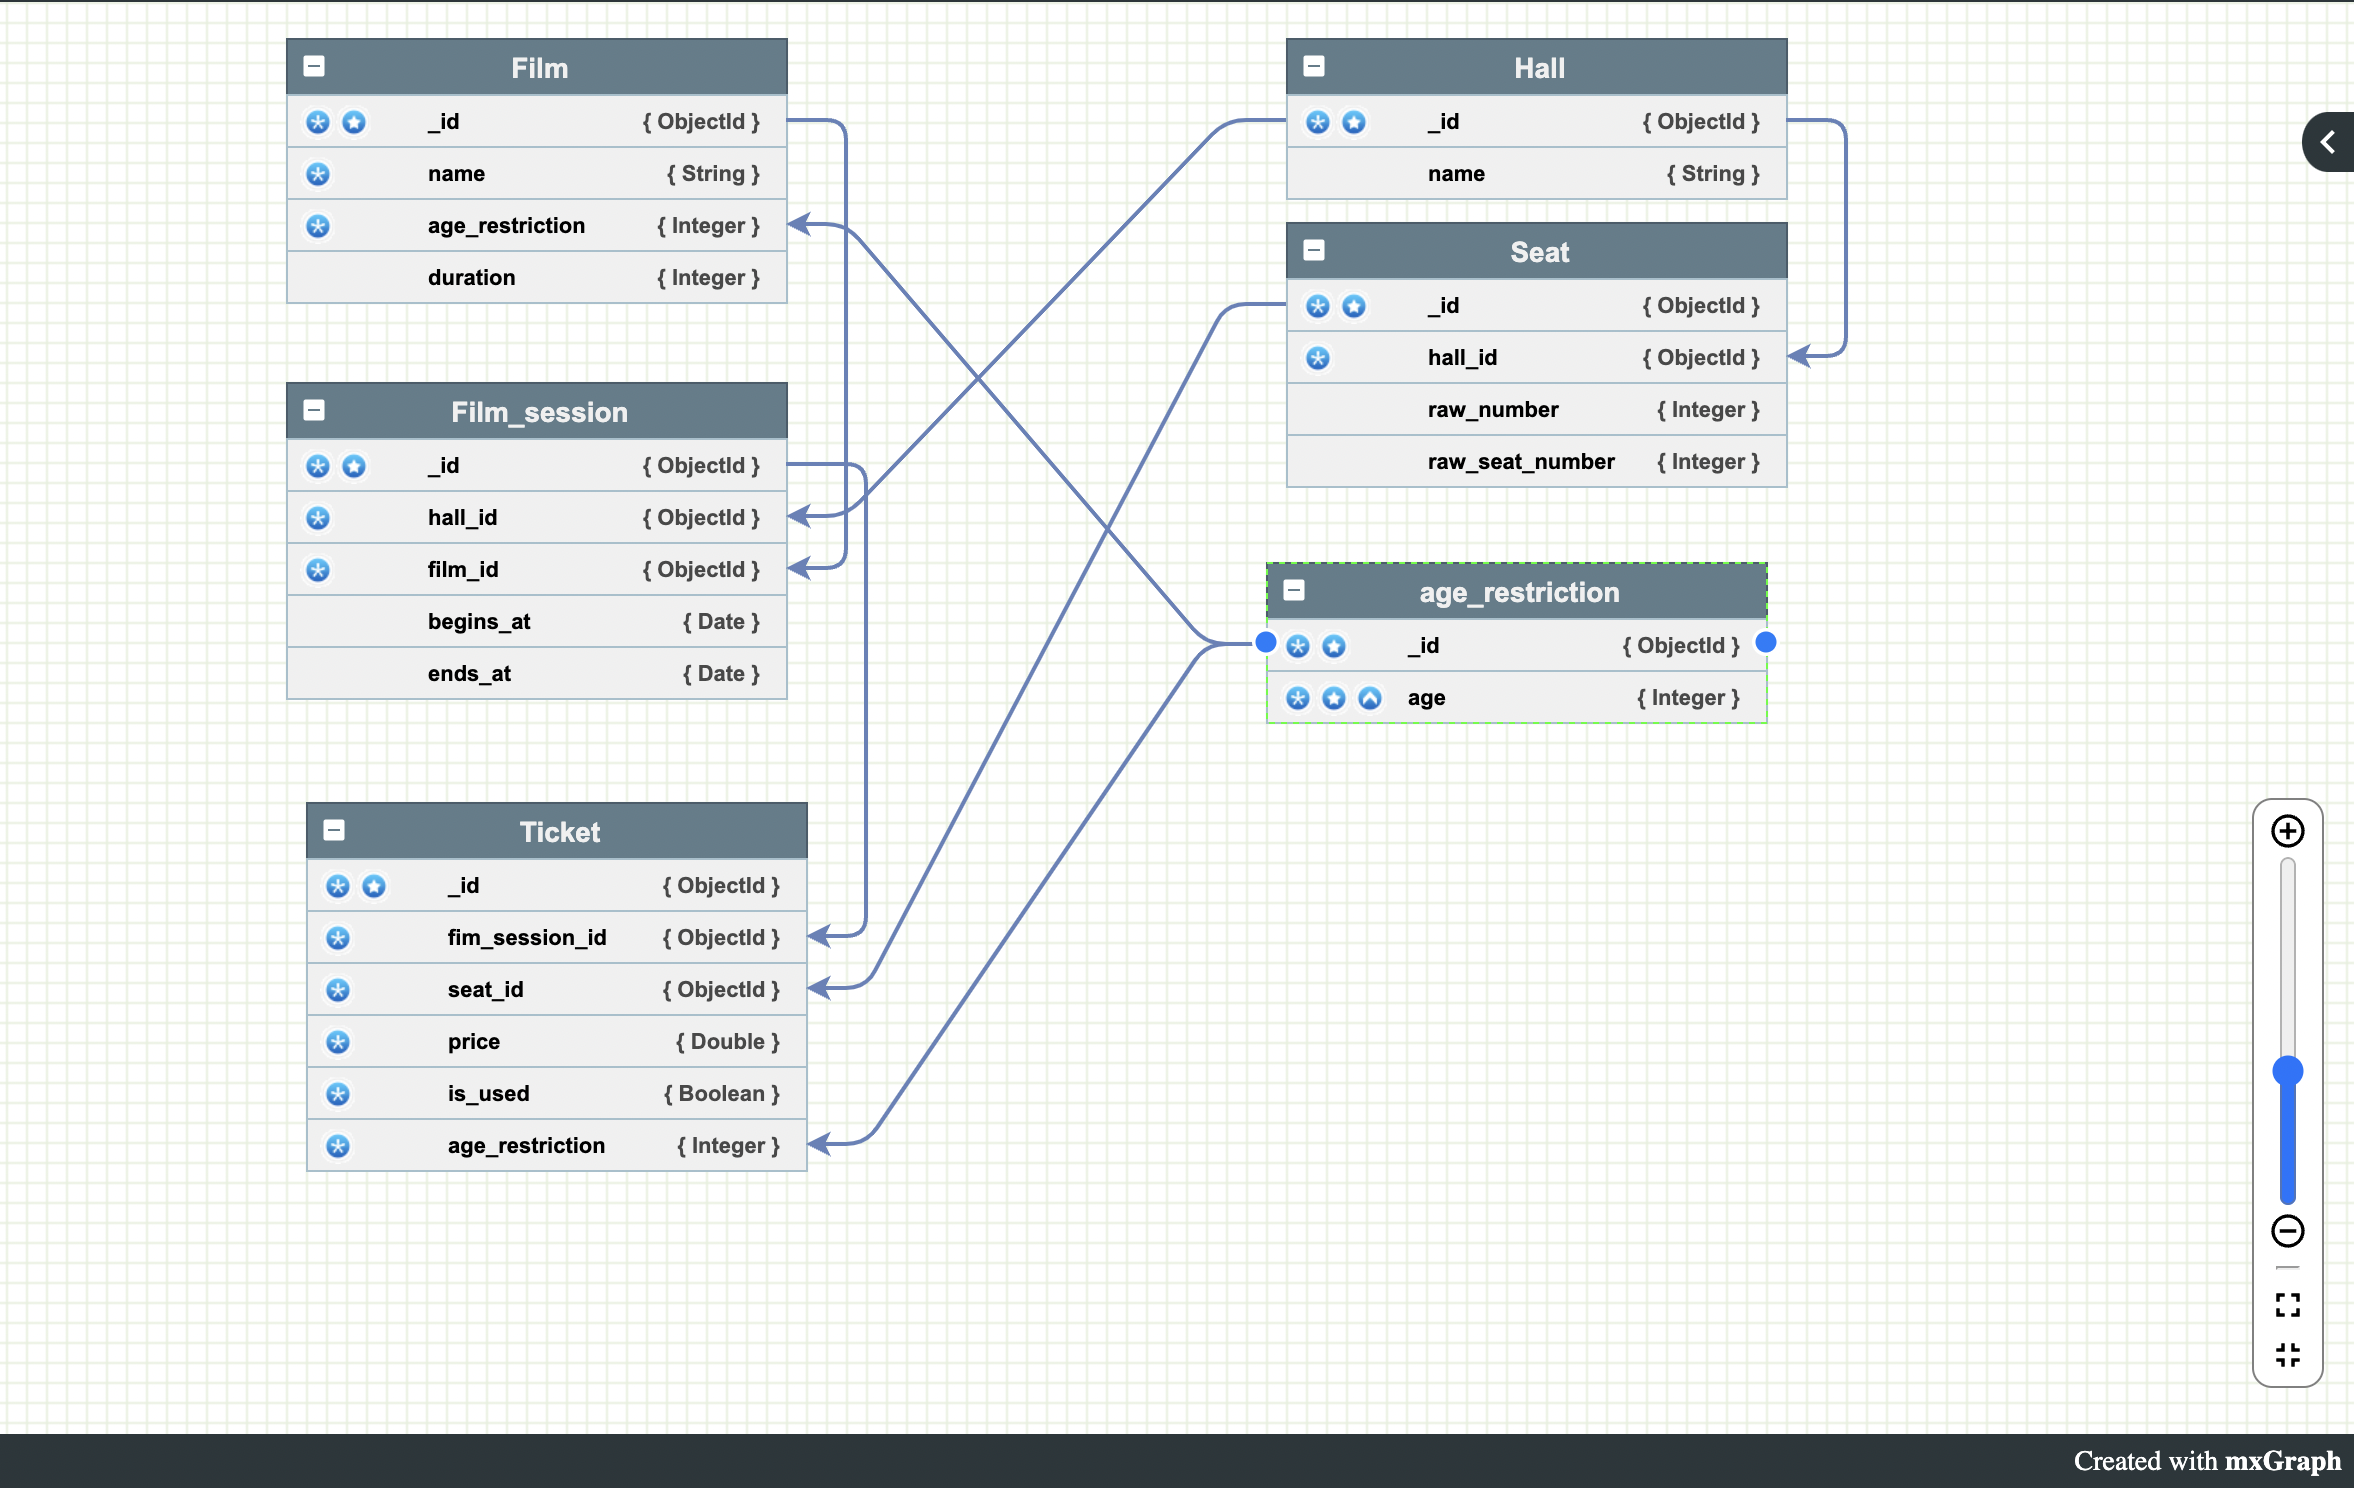 Film
_id { ObjectId }
name { String }
age_restriction { Integer }
duration { Integer }
Film_session
_id { ObjectId }
hall_id { ObjectId }
film_id { ObjectId }
begins_at { Date }
ends_at { Date }
Ticket
_id { ObjectId }
fim_session_id { ObjectId }
seat_id { ObjectId }
price { Double }
is_used { Boolean }
age_restriction { Integer }
Hall
_id { ObjectId }
name { String }
Seat
_id { ObjectId }
hall_id { ObjectId }
raw_number { Integer }
raw_seat_number { Integer }
age_restriction
_id { ObjectId }
age { Integer }
Created with mxGraph